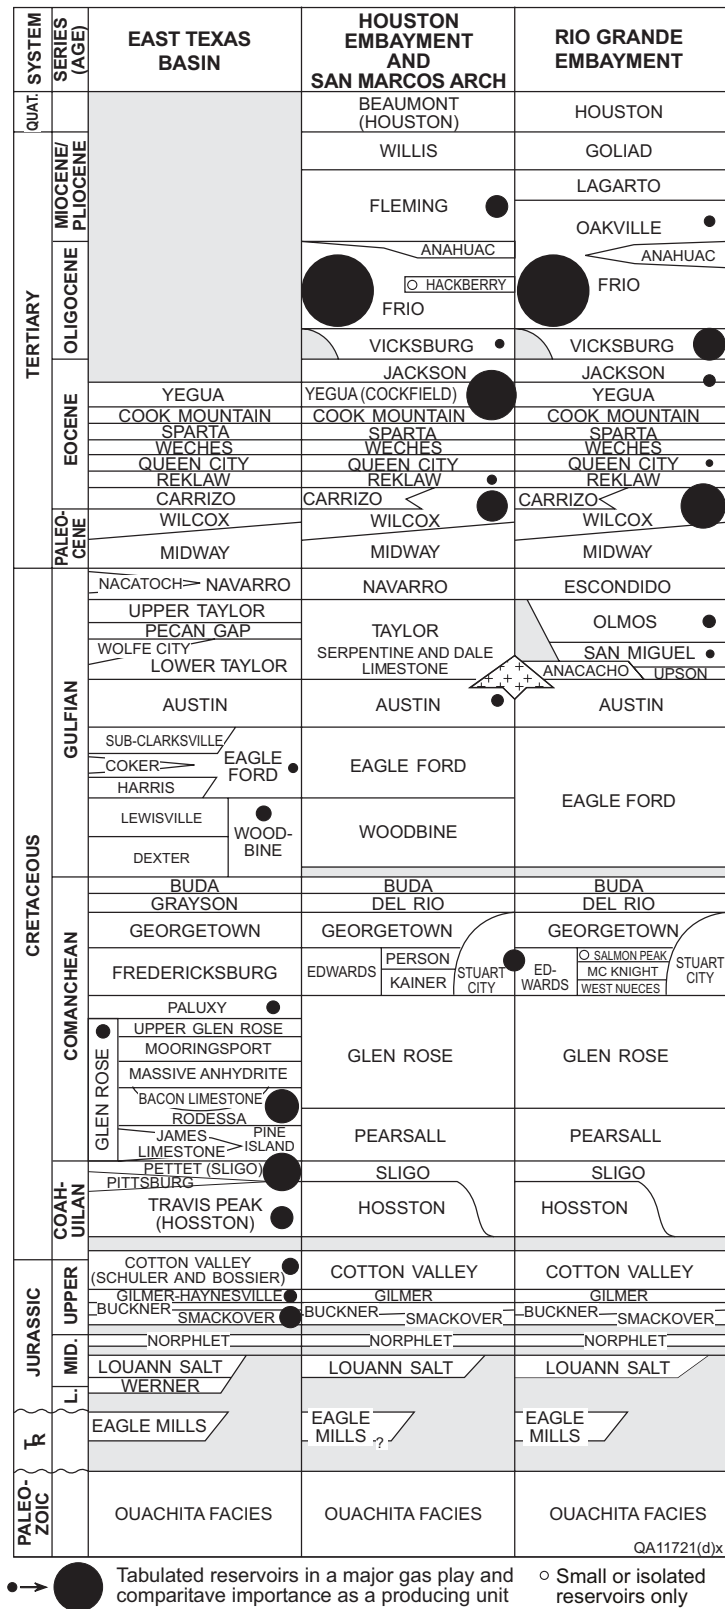 SYSTEM
SERIES
(AGE)
EAST TEXAS
BASIN
HOUSTON
EMBAYMENT
AND
SAN MARCOS ARCH
RIO GRANDE
EMBAYMENT
QUAT.
BEAUMONT
(HOUSTON)
HOUSTON
TERTIARY
MIOCENE/
PLIOCENE
WILLIS
GOLIAD
FLEMING
LAGARTO
OAKVILLE
OLIGOCENE
ANAHUAC
HACKBERRY
FRIO
ANAHUAC
FRIO
VICKSBURG
VICKSBURG
EOCENE
JACKSON
JACKSON
YEGUA
YEGUA (COCKFIELD)
YEGUA
COOK MOUNTAIN
COOK MOUNTAIN
COOK MOUNTAIN
SPARTA
SPARTA
SPARTA
WECHES
WECHES
WECHES
QUEEN CITY
QUEEN CITY
QUEEN CITY
REKLAW
REKLAW
REKLAW
CARRIZO
CARRIZO
CARRIZO
PALEO-
CENE
WILCOX
WILCOX
WILCOX
MIDWAY
MIDWAY
MIDWAY
CRETACEOUS
GULFIAN
NACATOCH
NAVARRO
NAVARRO
ESCONDIDO
UPPER TAYLOR
PECAN GAP
WOLFE CITY
LOWER TAYLOR
TAYLOR
SERPENTINE AND DALE
LIMESTONE
OLMOS
SAN MIGUEL
ANACACHO
UPSON
AUSTIN
AUSTIN
AUSTIN
SUB-CLARKSVILLE
COKER
HARRIS
EAGLE
FORD
EAGLE FORD
EAGLE FORD
LEWISVILLE
DEXTER
WOOD-
BINE
WOODBINE
COMANCHEAN
BUDA
BUDA
BUDA
GRAYSON
DEL RIO
DEL RIO
GEORGETOWN
GEORGETOWN
GEORGETOWN
FREDERICKSBURG
EDWARDS
PERSON
KAINER
STUART
CITY
ED-
WARDS
SALMON PEAK
MC KNIGHT
WEST NUECES
STUART
CITY
PALUXY
GLEN ROSE
UPPER GLEN ROSE
MOORINGSPORT
MASSIVE ANHYDRITE
BACON LIMESTONE
RODESSA
JAMES
LIMESTONE
PINE
ISLAND
GLEN ROSE
GLEN ROSE
PEARSALL
PEARSALL
COAH-
UILAN
PETTET (SLIGO)
PITTSBURG
TRAVIS PEAK
(HOSSTON)
SLIGO
HOSSTON
SLIGO
HOSSTON
JURASSIC
UPPER
COTTON VALLEY
(SCHULER AND BOSSIER)
COTTON VALLEY
COTTON VALLEY
GILMER-HAYNESVILLE
GILMER
GILMER
BUCKNER
SMACKOVER
BUCKNER
SMACKOVER
BUCKNER
SMACKOVER
MID.
NORPHLET
NORPHLET
NORPHLET
LOUANN SALT
LOUANN SALT
LOUANN SALT
L.
WERNER
TR
EAGLE MILLS
EAGLE
MILLS
?
EAGLE
MILLS
PALEO-
ZOIC
OUACHITA FACIES
OUACHITA FACIES
OUACHITA FACIES
QA11721(d)x
Tabulated reservoirs in a major gas play and
comparitave importance as a producing unit
Small or isolated
reservoirs only